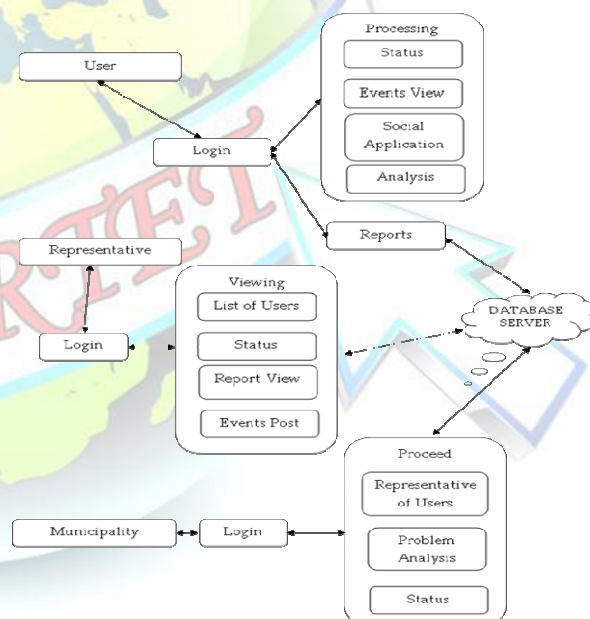 Processing
Status
User
Events View
Social
Application
Login
Analysis
Reports
Representative
Viewing
List of Users
DATABASE
SERVER
Login
Status
Report View
Events Post
Proceed
Representative
of Users
Municipality
Login
Problem
Analysis
Status
RTET